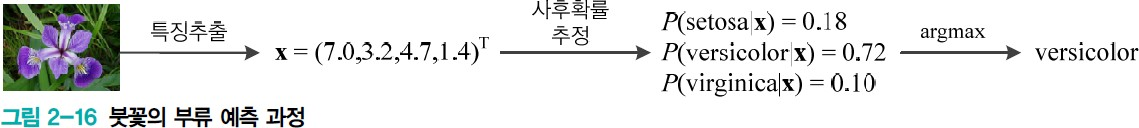 특징추출
x = (7.0,3.2,4.7,1.4)ᵀ
사후확률
추정
P(setosa|x) = 0.18
P(versicolor|x) = 0.72
P(virginica|x) = 0.10
argmax
versicolor
그림 2-16 붓꽃의 부류 예측 과정